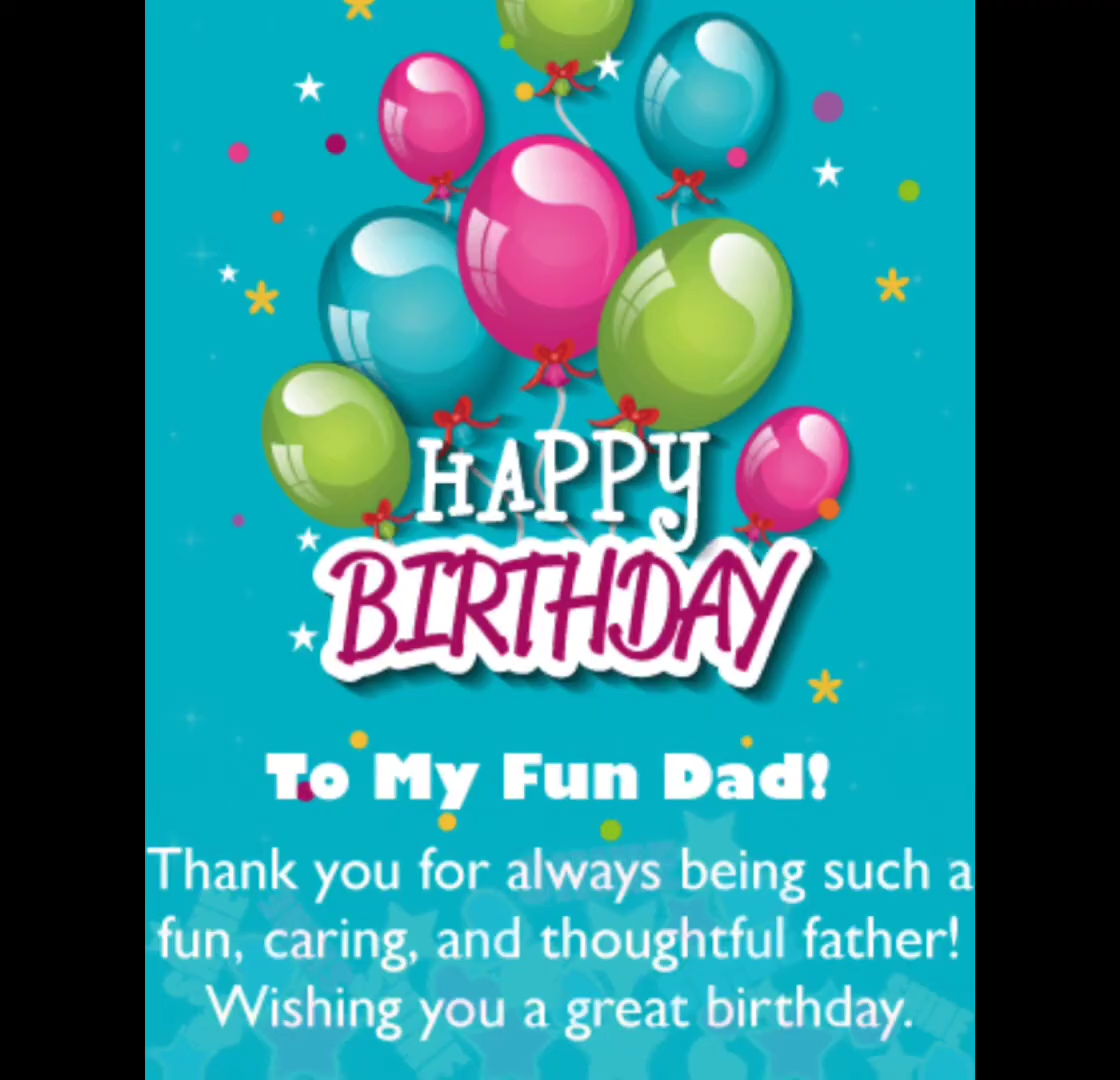 HAPPY
BIRTHDAY
To My Fun Dad!
Thank you for always being such a
fun, caring, and thoughtful father!
Wishing you a great birthday.